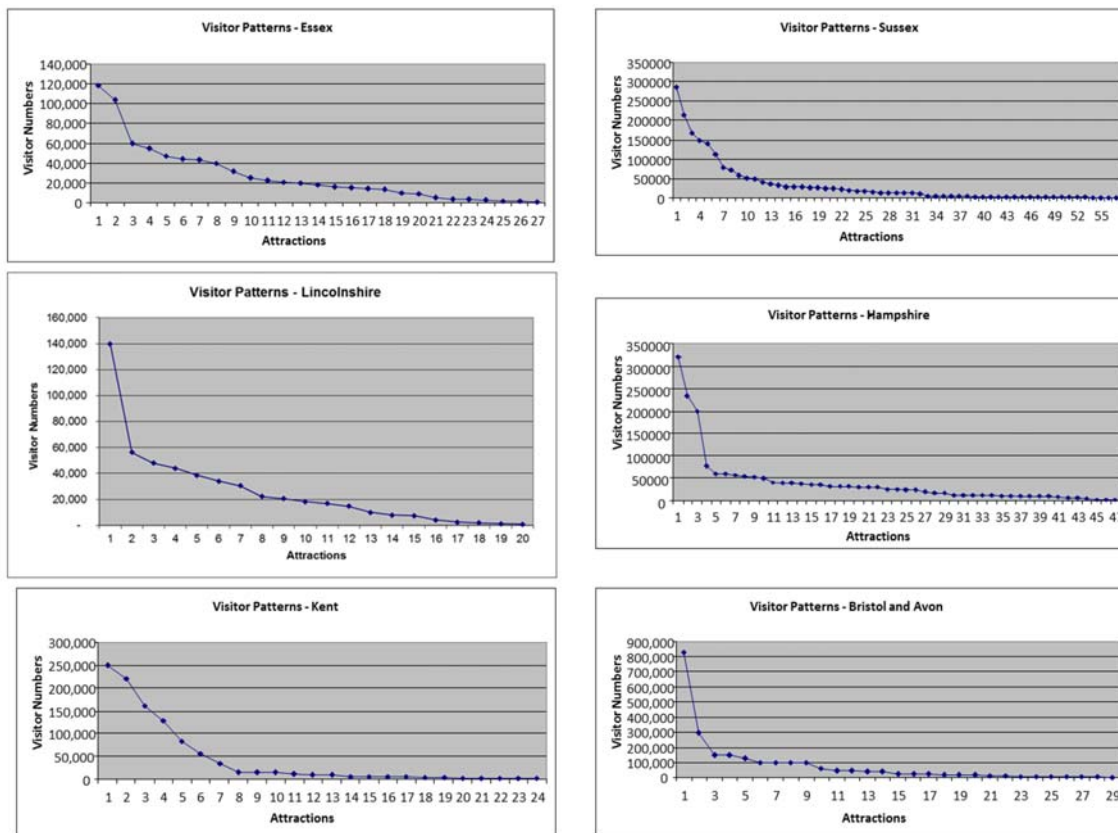 Visitor Patterns - Essex
Visitor Numbers
140,000
120,000
100,000
80,000
60,000
40,000
20,000
0
1 2 3 4 5 6 7 8 9 10 11 12 13 14 15 16 17 18 19 20 21 22 23 24 25 26 27
Attractions
Visitor Patterns - Sussex
Visitor Numbers
350000
300000
250000
200000
150000
100000
50000
0
1 4 7 10 13 16 19 22 25 28 31 34 37 40 43 46 49 52 55
Attractions
Visitor Patterns - Lincolnshire
Visitor Numbers
160,000
140,000
120,000
100,000
80,000
60,000
40,000
20,000
-
1 2 3 4 5 6 7 8 9 10 11 12 13 14 15 16 17 18 19 20
Attractions
Visitor Patterns - Hampshire
Visitor Numbers
350000
300000
250000
200000
150000
100000
50000
0
1 3 5 7 9 11 13 15 17 19 21 23 25 27 29 31 33 35 37 39 41 43 45 47
Attractions
Visitor Patterns - Kent
Visitor Numbers
300,000
250,000
200,000
150,000
100,000
50,000
0
1 2 3 4 5 6 7 8 9 10 11 12 13 14 15 16 17 18 19 20 21 22 23 24
Attractions
Visitor Patterns - Bristol and Avon
Visitor Numbers
900,000
800,000
700,000
600,000
500,000
400,000
300,000
200,000
100,000
0
1 3 5 7 9 11 13 15 17 19 21 23 25 27 29
Attractions